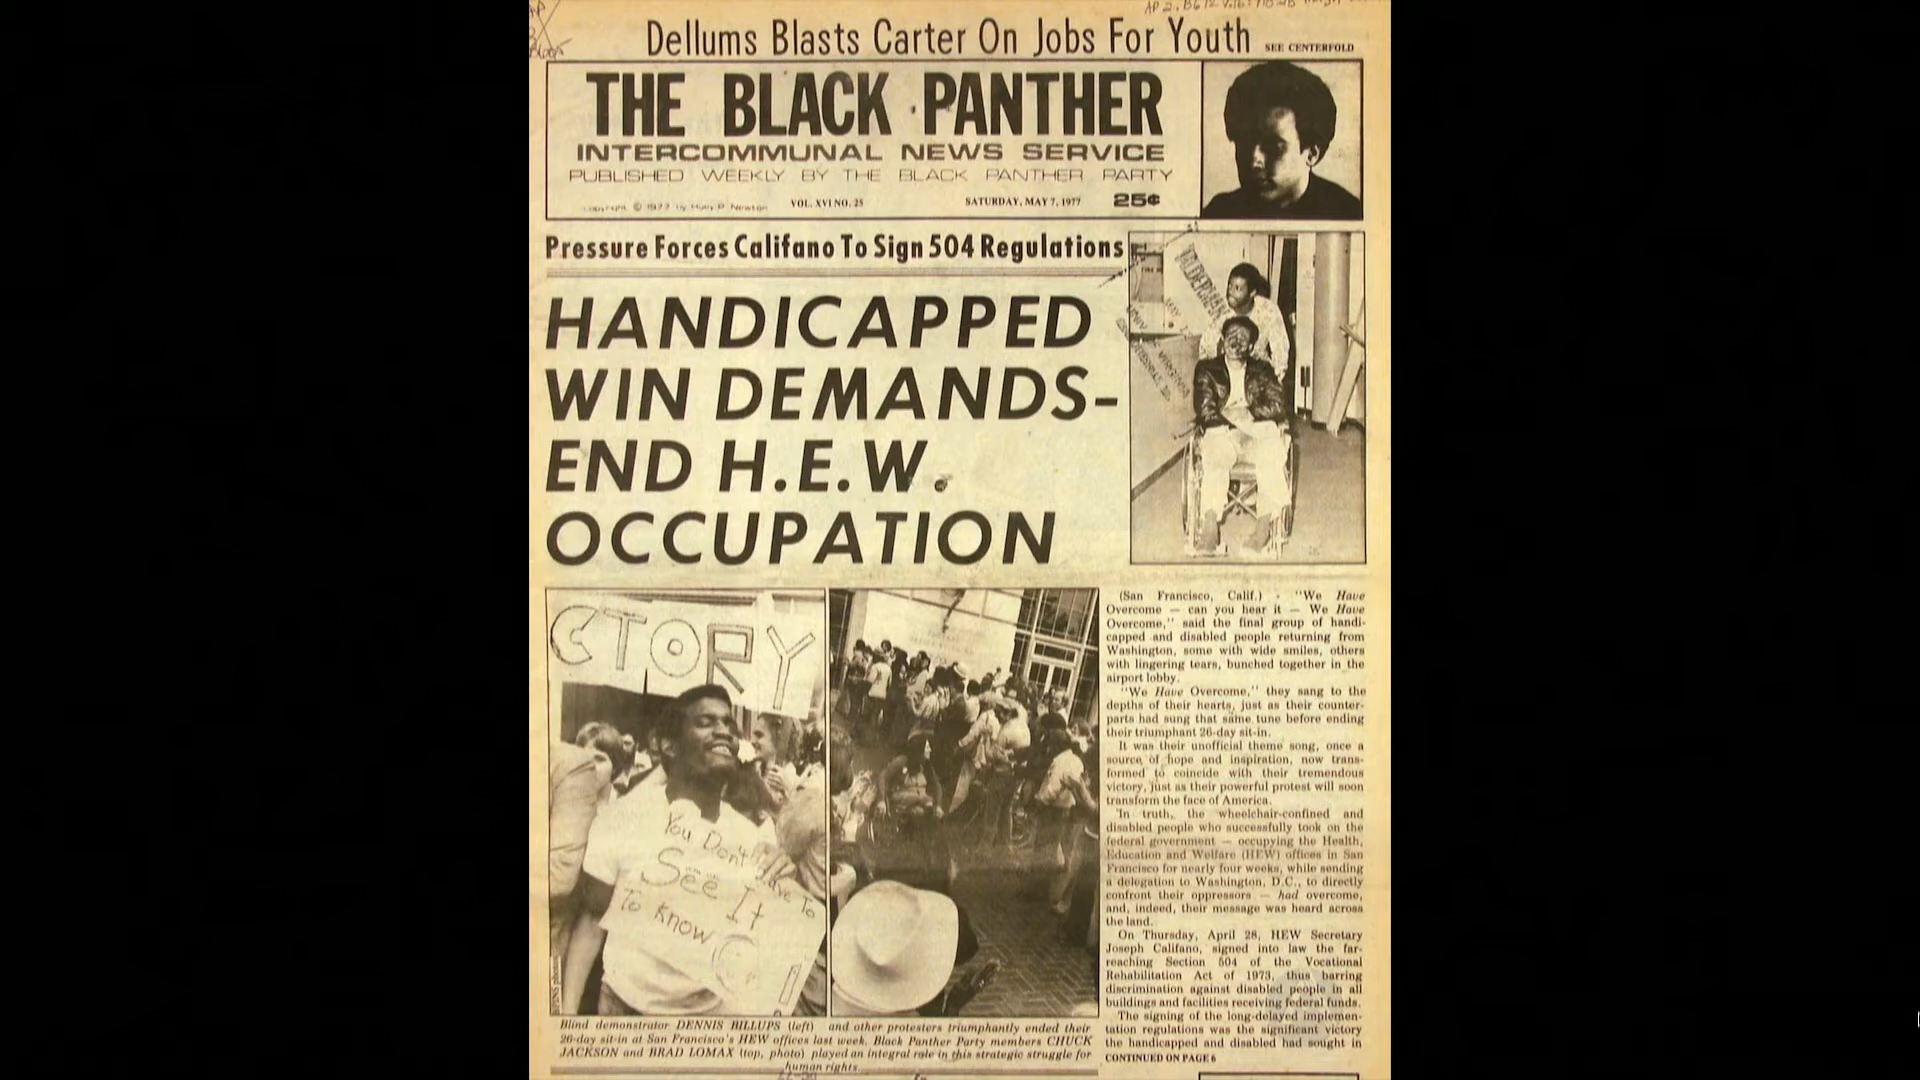 Dellums Blasts Carter On Jobs For Youth SEE CENTERFOLD
THE BLACK PANTHER
INTERCOMMUNAL NEWS SERVICE
PUBLISHED WEEKLY BY THE BLACK PANTHER PARTY
Copyright © 1977 by Huey P. Newton VOL. XVI NO. 25 SATURDAY, MAY 7, 1977 25¢
Pressure Forces Califano To Sign 504 Regulations
HANDICAPPED
WIN DEMANDS-
END H.E.W.
OCCUPATION
CTORY
You Don't Have To
See It
To Know
(San Francisco, Calif.) - "We Have
Overcome — can you hear it — We Have
Overcome," said the final group of handi-
capped and disabled people returning from
Washington, some with wide smiles, others
with lingering tears, bunched together in the
airport lobby.
"We Have Overcome," they sang to the
depths of their hearts, just as their counter-
parts had sung that same tune before ending
their triumphant 26-day sit-in.
It was their unofficial theme song, once a
source of hope and inspiration, now trans-
formed to coincide with their tremendous
victory, just as their powerful protest will soon
transform the face of America.
In truth, the wheelchair-confined and
disabled people who successfully took on the
federal government — occupying the Health,
Education and Welfare (HEW) offices in San
Francisco for nearly four weeks, while sending
a delegation to Washington, D.C., to directly
confront their oppressors — had overcome,
and, indeed, their message was heard across
the land.
On Thursday, April 28, HEW Secretary
Joseph Califano, signed into law the far-
reaching Section 504 of the Vocational
Rehabilitation Act of 1973, thus barring
discrimination against disabled people in all
buildings and facilities receiving federal funds.
The signing of the long-delayed implemen-
tation regulations was the significant victory
the handicapped and disabled had sought in
CONTINUED ON PAGE 6
Blind demonstrator DENNIS BILLUPS (left) and other protesters triumphantly ended their
26-day sit-in at San Francisco's HEW offices last week. Black Panther Party members CHUCK
JACKSON and BRAD LOMAX (top, photo) played an integral role in this strategic struggle for
human rights.